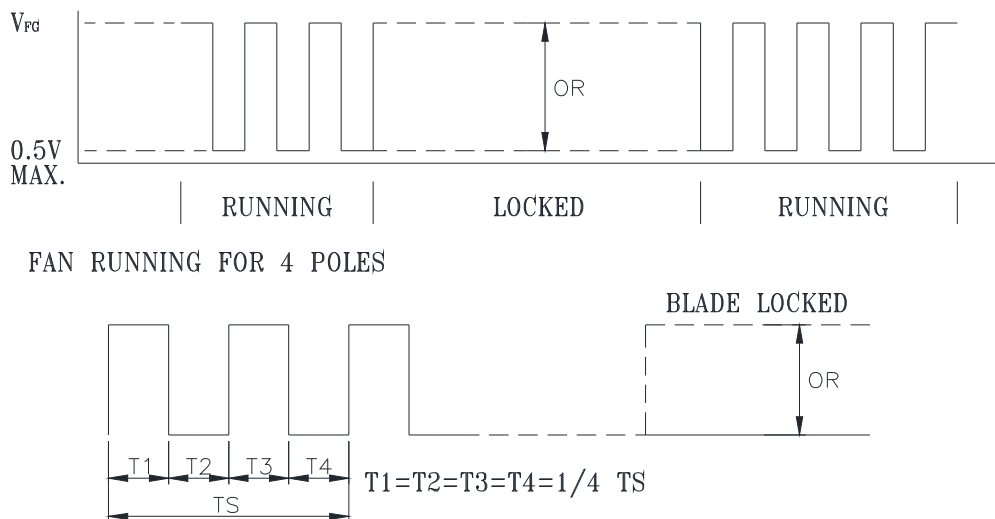 VFG
OR
0.5V
MAX.
RUNNING LOCKED RUNNING
FAN RUNNING FOR 4 POLES
BLADE LOCKED
OR
T1 T2 T3 T4
T1=T2=T3=T4=1/4 TS
TS